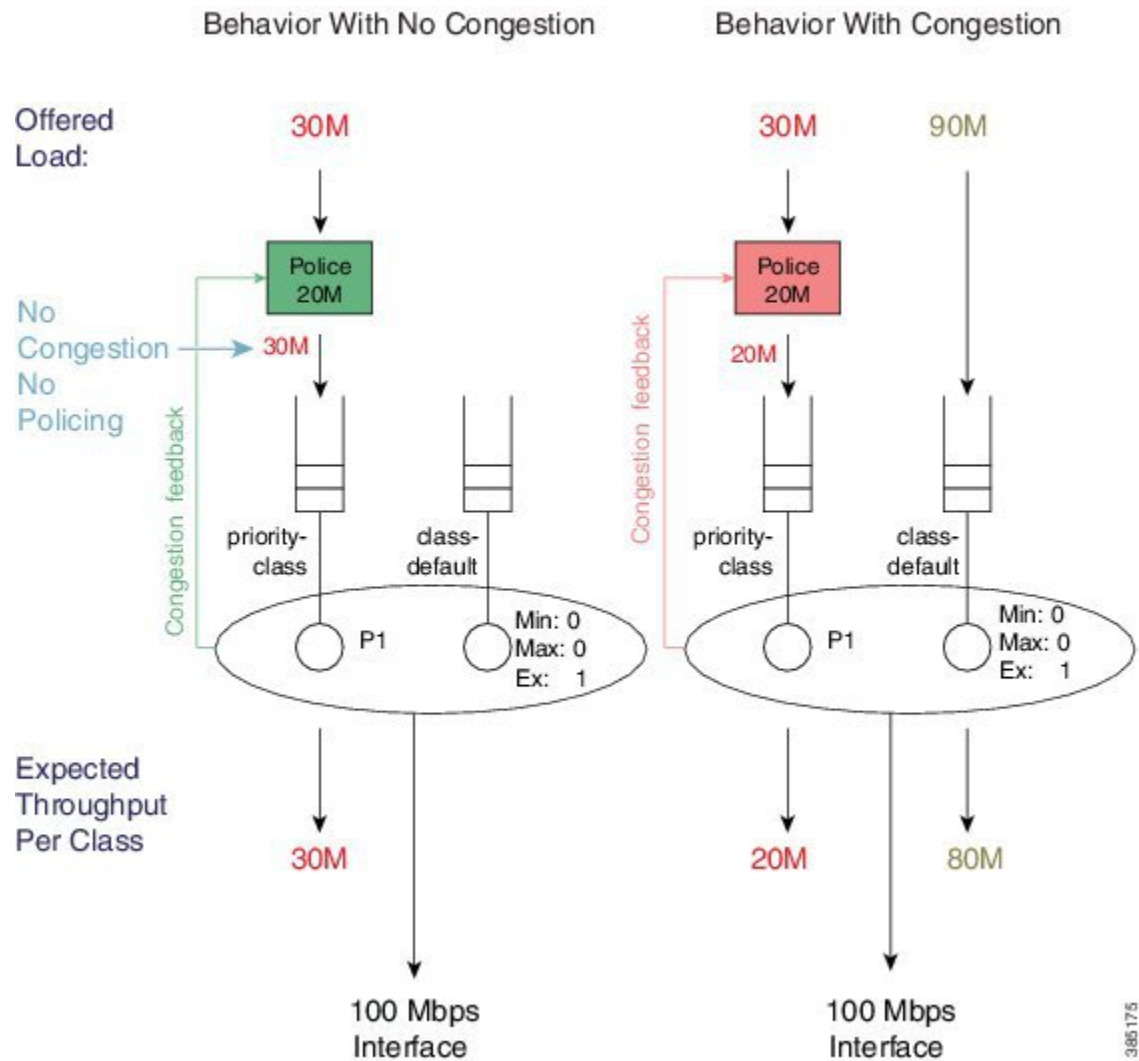 Behavior With No Congestion
Behavior With Congestion
Offered
Load:
30M
30M
90M
Police
20M
Police
20M
No
Congestion
No
Policing
30M
20M
Congestion feedback
Congestion feedback
priority-
class
class-
default
priority-
class
class-
default
P1
Min: 0
Max: 0
Ex: 1
P1
Min: 0
Max: 0
Ex: 1
Expected
Throughput
Per Class
30M
20M
80M
100 Mbps
Interface
100 Mbps
Interface
385175